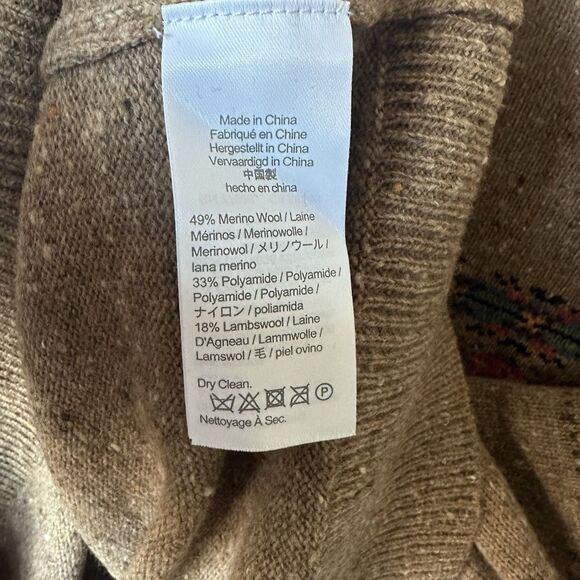 Made in China
Fabriqué en Chine
Hergestellt in China
Vervaardigd in China
中国製
hecho en china
49% Merino Wool / Laine
Mérinos / Merinowolle /
Merinowol / メリノウール /
lana merino
33% Polyamide / Polyamide /
Polyamide / Polyamide /
ナイロン / poliamida
18% Lambswool / Laine
D'Agneau / Lammwolle /
Lamswol / 毛 / piel ovino
Dry Clean.
P
Nettoyage À Sec.